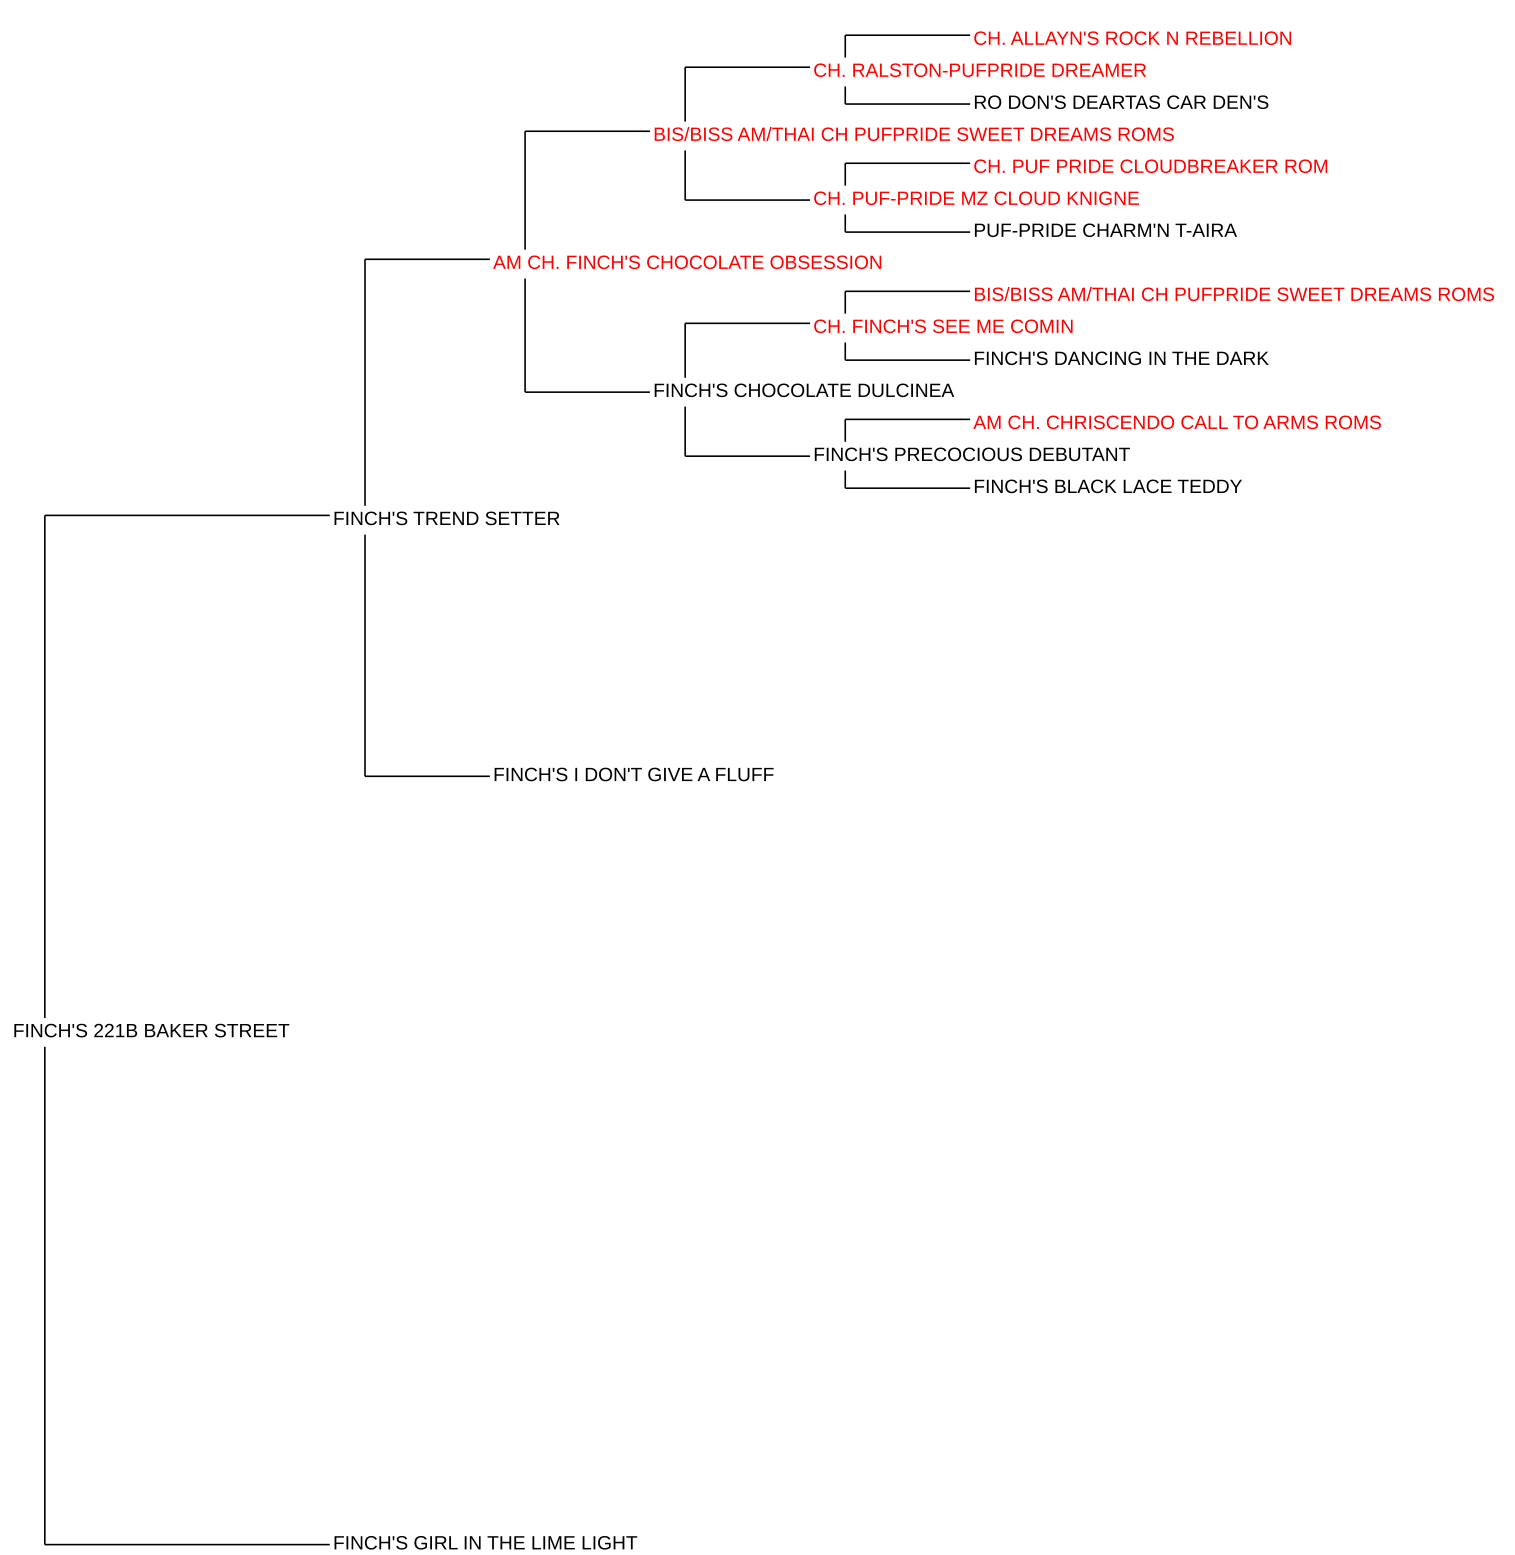 CH. ALLAYN'S ROCK N REBELLION
CH. RALSTON-PUFPRIDE DREAMER
RO DON'S DEARTAS CAR DEN'S
BIS/BISS AM/THAI CH PUFPRIDE SWEET DREAMS ROMS
CH. PUF PRIDE CLOUDBREAKER ROM
CH. PUF-PRIDE MZ CLOUD KNIGNE
PUF-PRIDE CHARM'N T-AIRA
AM CH. FINCH'S CHOCOLATE OBSESSION
BIS/BISS AM/THAI CH PUFPRIDE SWEET DREAMS ROMS
CH. FINCH'S SEE ME COMIN
FINCH'S DANCING IN THE DARK
FINCH'S CHOCOLATE DULCINEA
AM CH. CHRISCENDO CALL TO ARMS ROMS
FINCH'S PRECOCIOUS DEBUTANT
FINCH'S BLACK LACE TEDDY
FINCH'S TREND SETTER
FINCH'S I DON'T GIVE A FLUFF
FINCH'S 221B BAKER STREET
FINCH'S GIRL IN THE LIME LIGHT